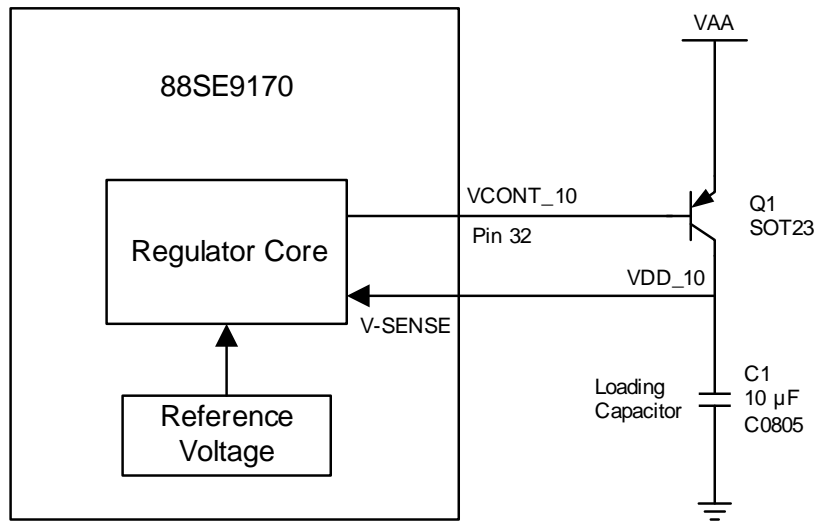 VAA
88SE9170
VCONT_10
Pin 32
Q1
SOT23
Regulator Core
VDD_10
V-SENSE
Loading
Capacitor
C1
10 µF
C0805
Reference
Voltage